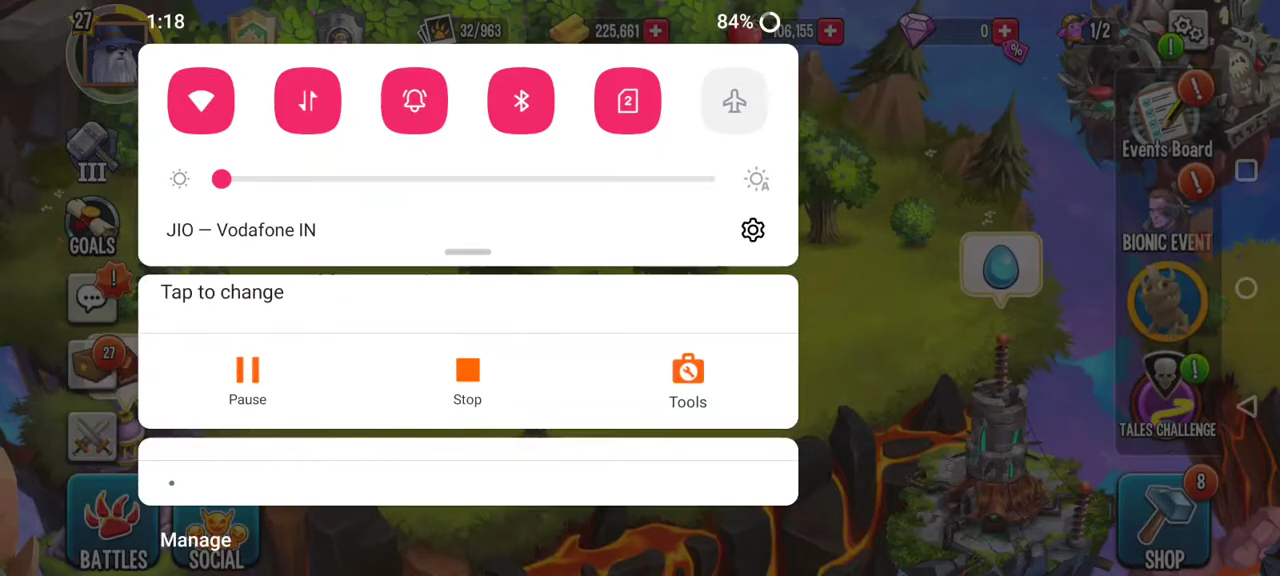 27
1:18
32/963
225,661
106,155
0
1/2
84%
%
2
A
JIO — Vodafone IN
Tap to change
Pause
Stop
Tools
Manage
III
GOALS
27
BATTLES
SOCIAL
Events Board
BIONIC EVENT
TALES CHALLENGE
8
SHOP